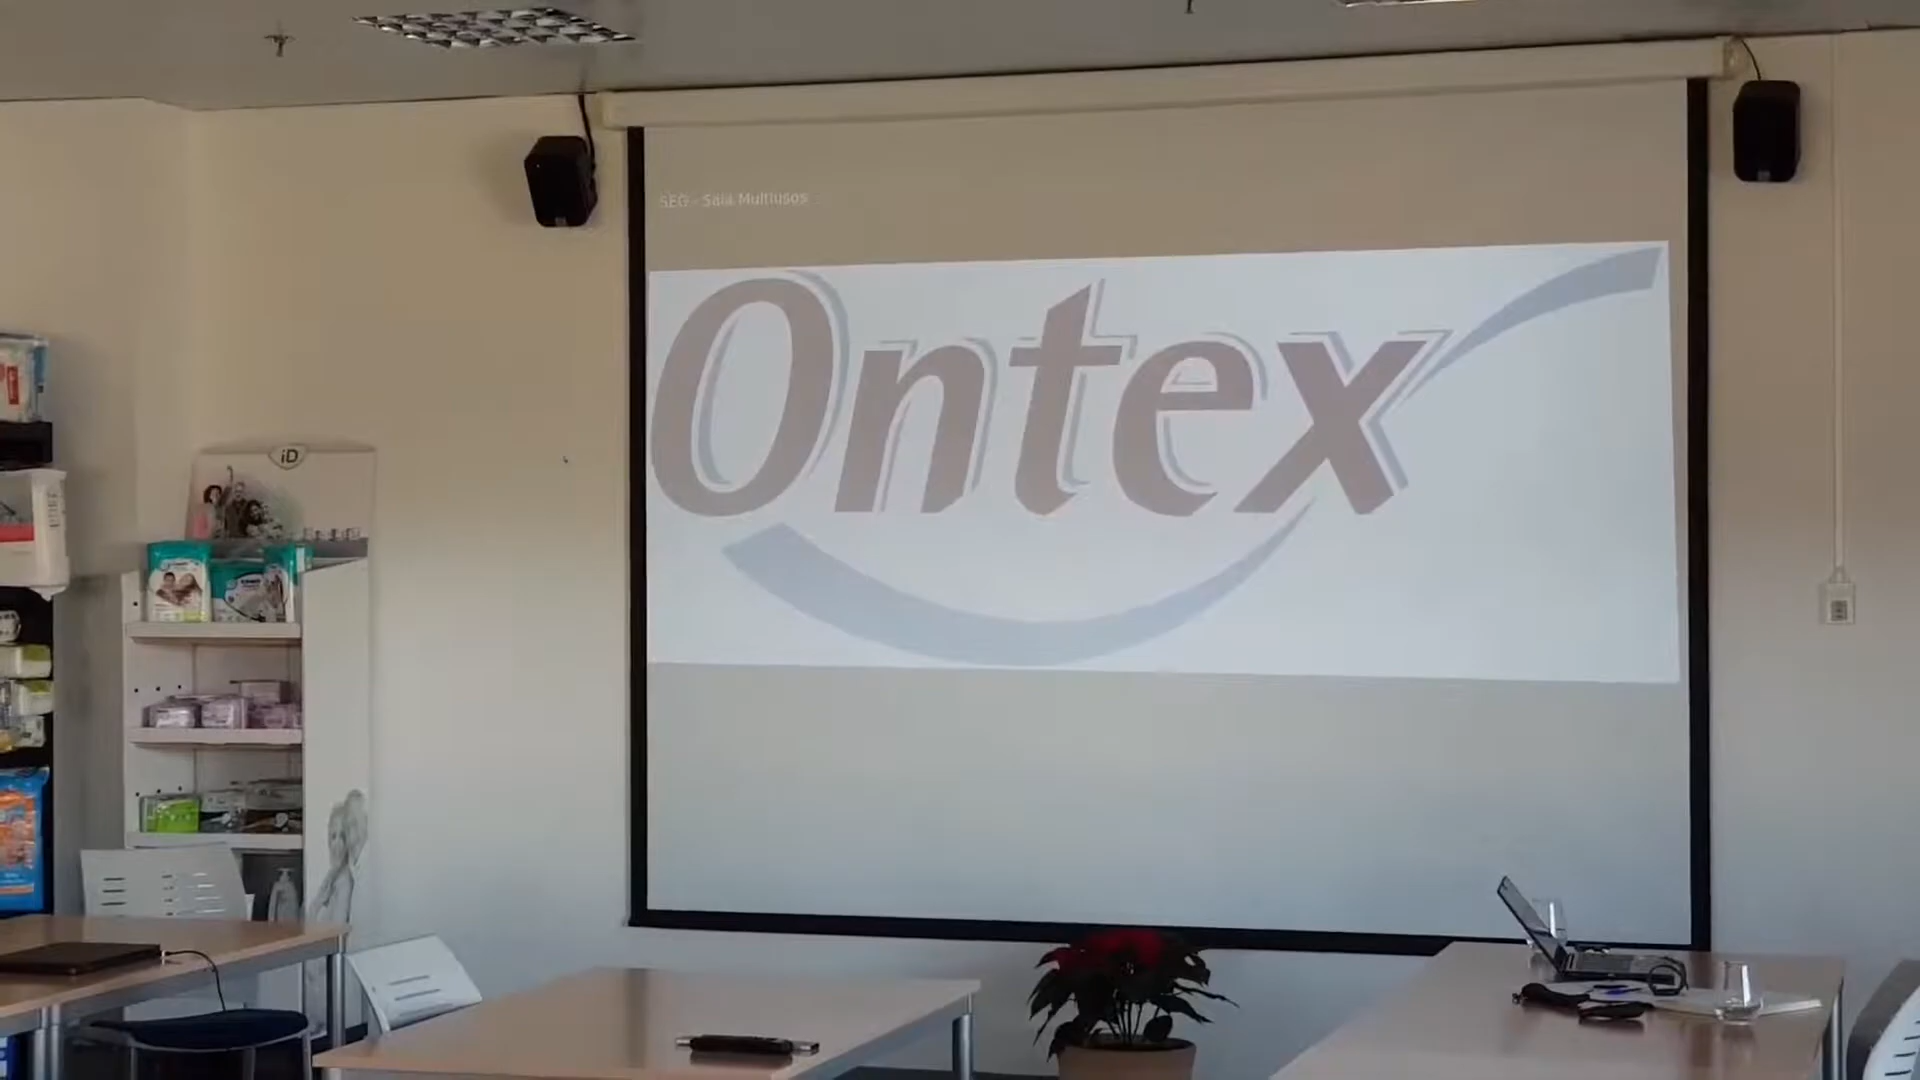 SEG - Sala Multiusos
Ontex
iD